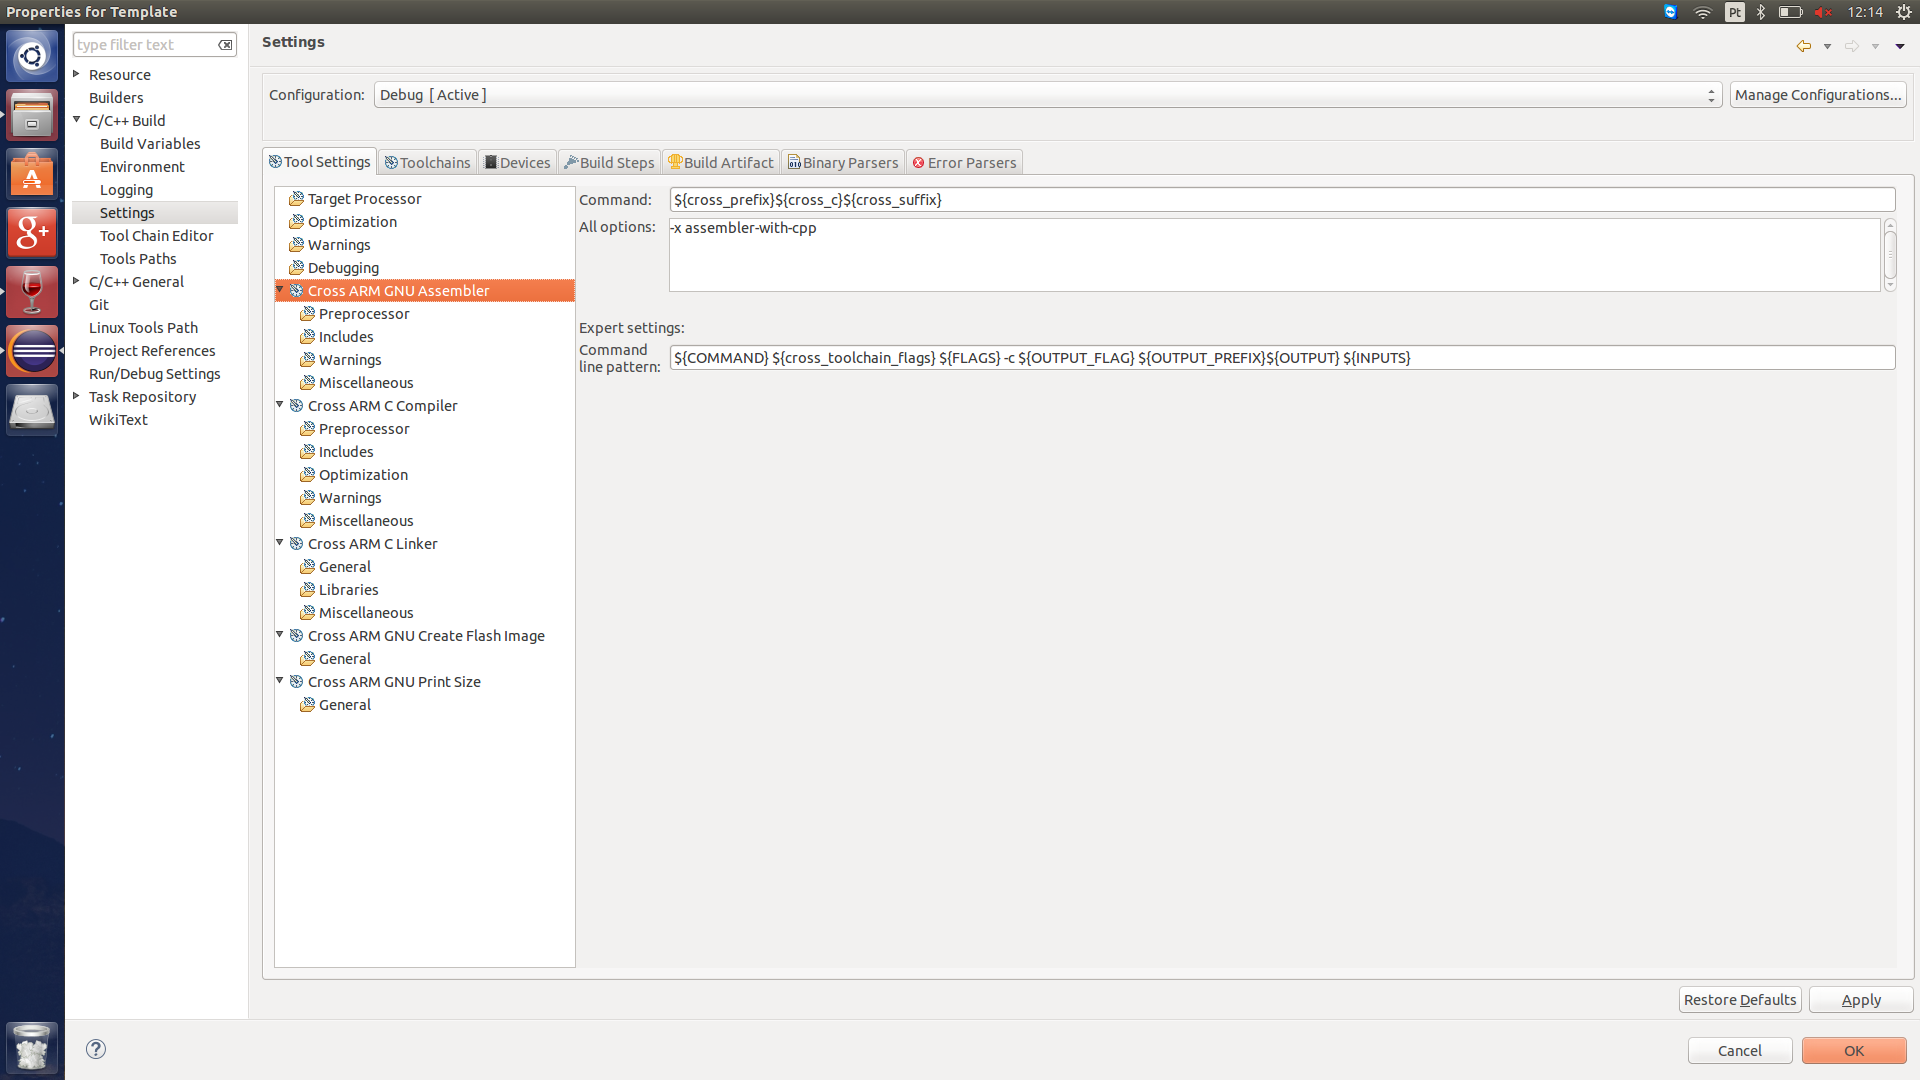 Properties for Template
Pt
12:14
type filter text
Resource
Builders
C/C++ Build
Build Variables
Environment
Logging
Settings
Tool Chain Editor
Tools Paths
C/C++ General
Git
Linux Tools Path
Project References
Run/Debug Settings
Task Repository
WikiText
Settings
Configuration: Debug [ Active ] Manage Configurations...
Tool Settings Toolchains Devices Build Steps Build Artifact Binary Parsers Error Parsers
Target Processor
Optimization
Warnings
Debugging
Cross ARM GNU Assembler
Preprocessor
Includes
Warnings
Miscellaneous
Cross ARM C Compiler
Preprocessor
Includes
Optimization
Warnings
Miscellaneous
Cross ARM C Linker
General
Libraries
Miscellaneous
Cross ARM GNU Create Flash Image
General
Cross ARM GNU Print Size
General
Command: ${cross_prefix}${cross_c}${cross_suffix}
All options: -x assembler-with-cpp
Expert settings:
Command
line pattern: ${COMMAND} ${cross_toolchain_flags} ${FLAGS} -c ${OUTPUT_FLAG} ${OUTPUT_PREFIX}${OUTPUT} ${INPUTS}
Restore Defaults Apply
Cancel OK
g+
A
?